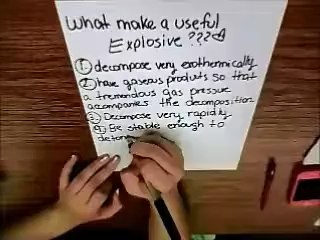 What make a useful
Explosive ???
① decompose very exothermically
② have gaseous products so that
a tremendous gas pressure
accompanies the decomposition
③ Decompose very rapidly
④ Be stable enough to